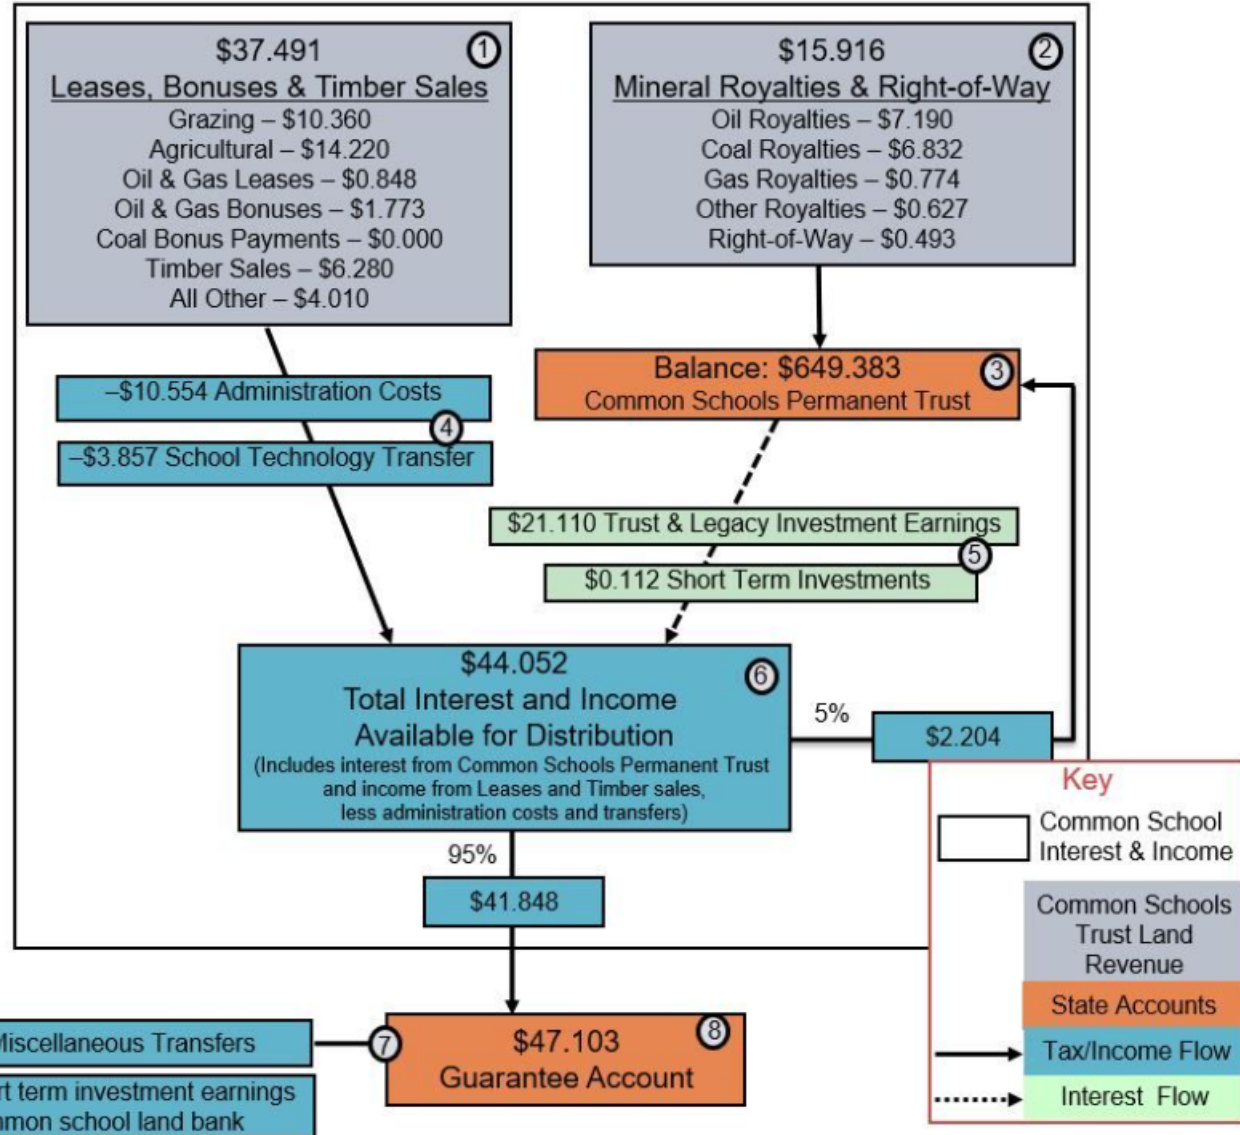 $37.491
1
Leases, Bonuses & Timber Sales
Grazing – $10.360
Agricultural – $14.220
Oil & Gas Leases – $0.848
Oil & Gas Bonuses – $1.773
Coal Bonus Payments – $0.000
Timber Sales – $6.280
All Other – $4.010
$15.916
2
Mineral Royalties & Right-of-Way
Oil Royalties – $7.190
Coal Royalties – $6.832
Gas Royalties – $0.774
Other Royalties – $0.627
Right-of-Way – $0.493
Balance: $649.383
3
Common Schools Permanent Trust
–$10.554 Administration Costs
4
–$3.857 School Technology Transfer
$21.110 Trust & Legacy Investment Earnings
5
$0.112 Short Term Investments
$44.052
6
Total Interest and Income
Available for Distribution
(Includes interest from Common Schools Permanent Trust
and income from Leases and Timber sales,
less administration costs and transfers)
5%
$2.204
95%
$41.848
Key
Common School
Interest & Income
Common Schools
Trust Land
Revenue
State Accounts
Tax/Income Flow
Interest Flow
Miscellaneous Transfers
7
$47.103
8
Guarantee Account
term investment earnings
school land bank